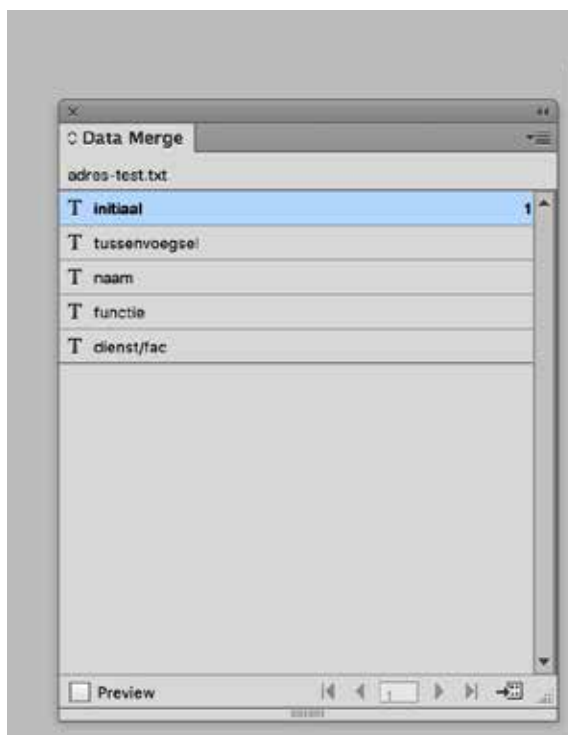 Data Merge
adres-test.txt
T initiaal 1
T tussenvoegsel
T naam
T functie
T dienst/fac
Preview 1